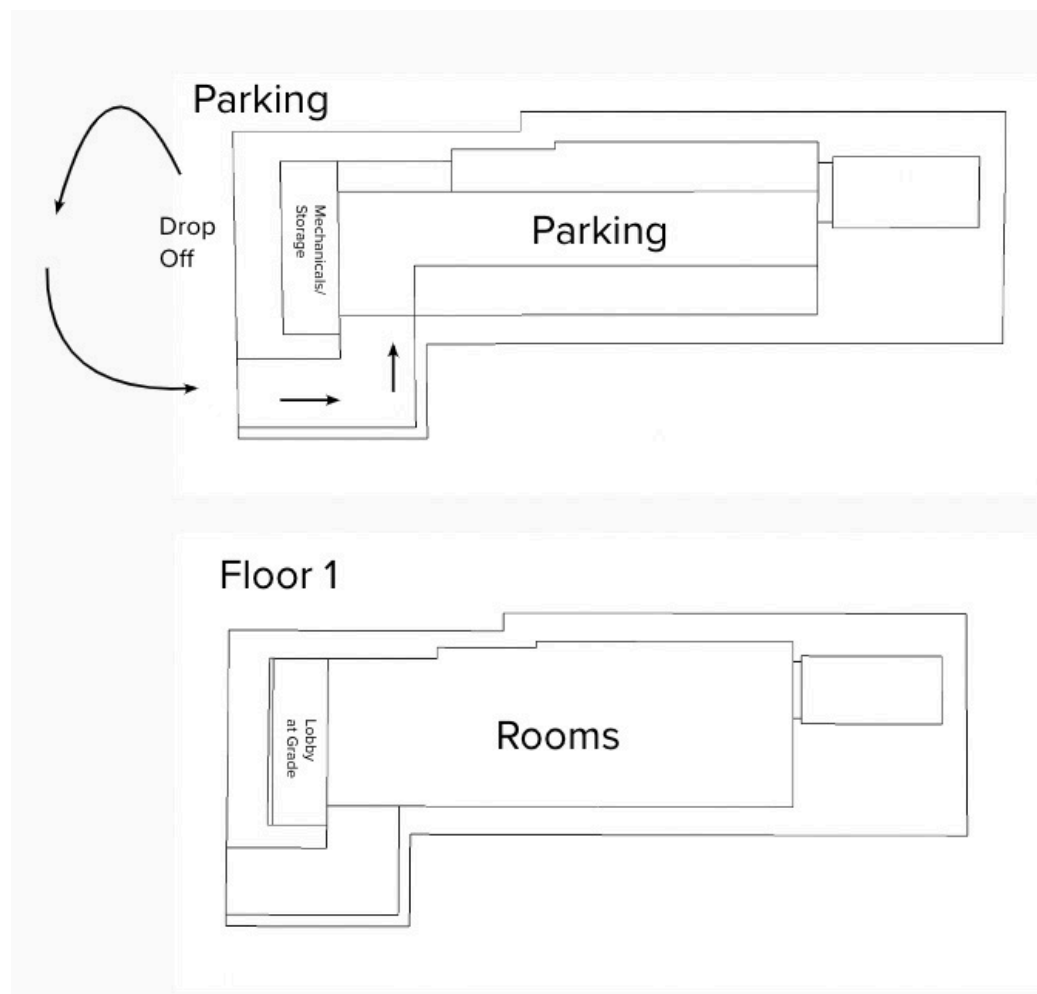 Parking
Drop
Off
Mechanicals/
Storage
Parking
Floor 1
Lobby
at Grade
Rooms